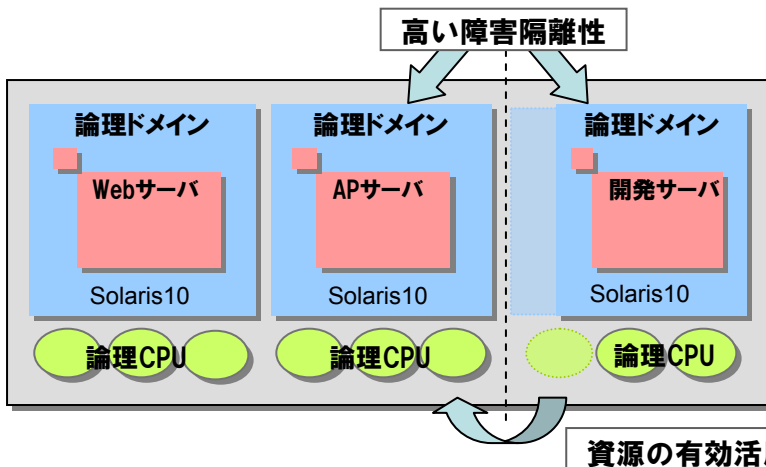 高い障害隔離性
論理ドメイン
Webサーバ
Solaris10
論理CPU
論理ドメイン
APサーバ
Solaris10
論理CPU
論理ドメイン
開発サーバ
Solaris10
論理CPU
資源の有効活